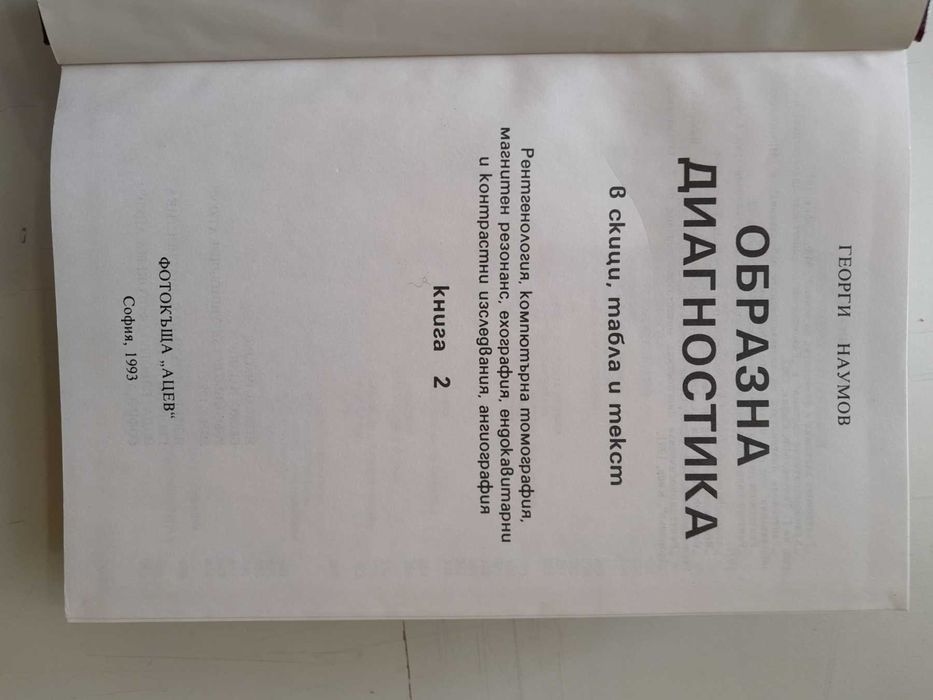 ГЕОРГИ НАУМОВ
ОБРАЗНА
ДИАГНОСТИКА
в скици, табла и текст
Рентгенология, компютърна томография,
магнитен резонанс, ехография, ендокавитарни
и контрастни изследвания, ангиография
книга 2
ФОТОКЪЩА „АЦЕВ“
София, 1993